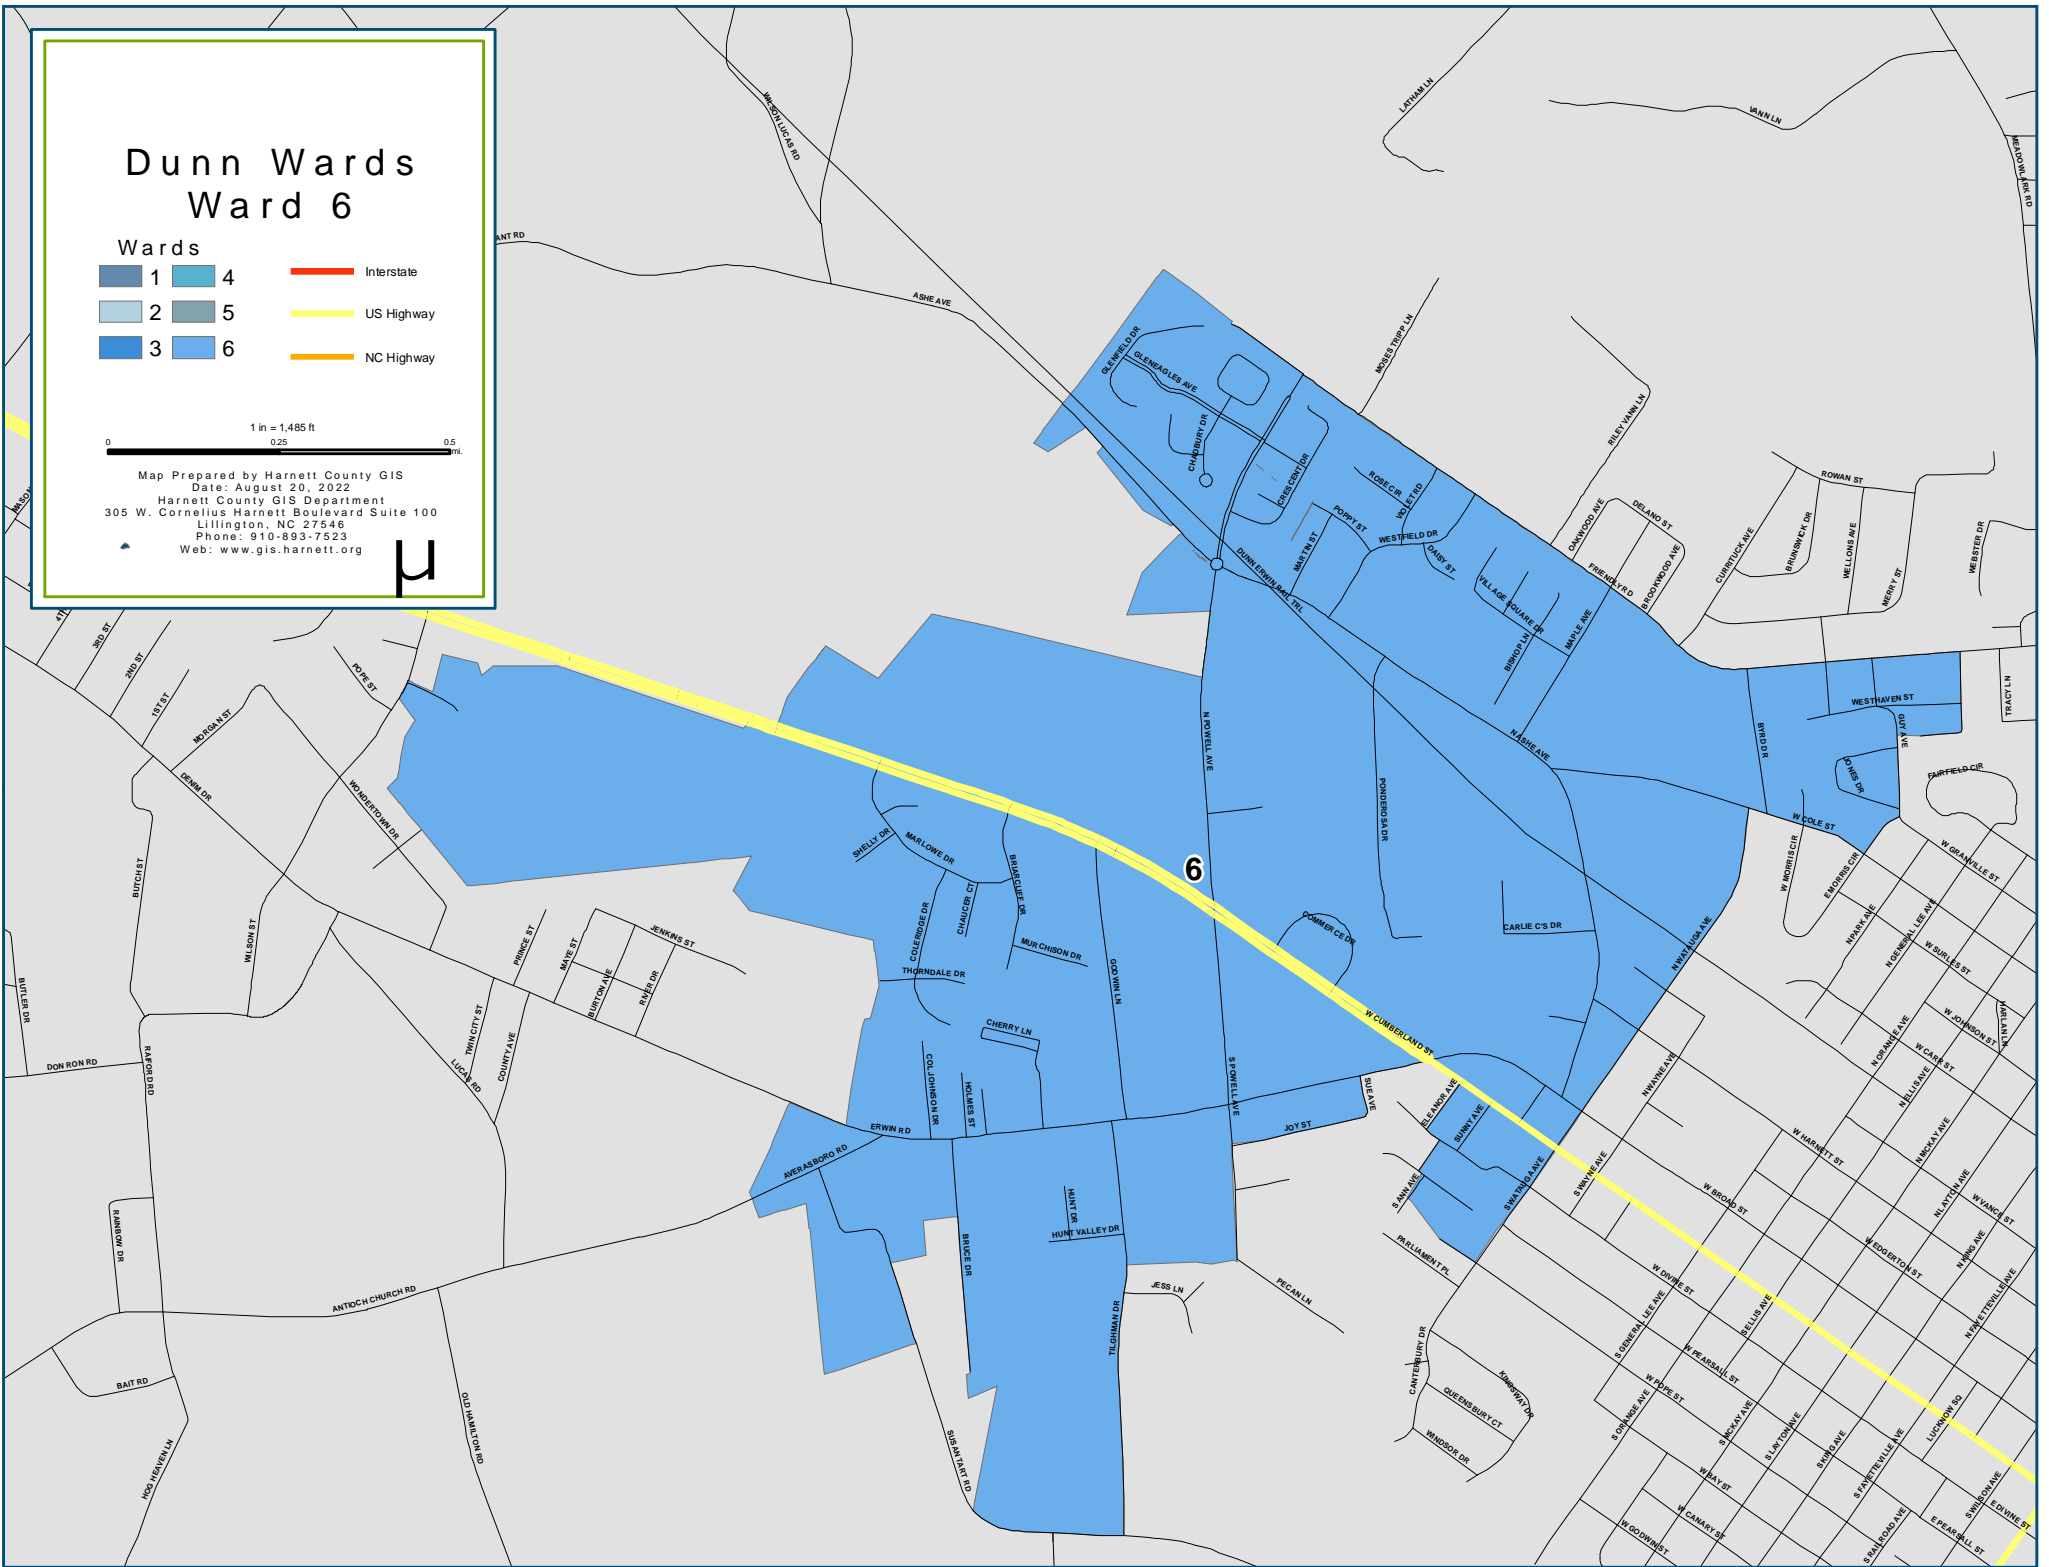 Dunn Wards
Ward 6
Wards
1 4
2 5
3 6
Interstate
US Highway
NC Highway
1 in = 1,485 ft
0 0.25 0.5
mi.
Map Prepared by Harnett County GIS
Date: August 20, 2022
Harnett County GIS Department
305 W. Cornelius Harnett Boulevard Suite 100
Lillington, NC 27546
Phone: 910-893-7523
Web: www.gis.harnett.org
µ
WILSON LUCAS RD
LATHAM LN
VANN LN
MEADOWLARK RD
ANT RD
ASHE AVE
MOSES TRIPP LN
RILEY VANN LN
GLENFIELD DR
GLENEAGLES AVE
CHADBURY DR
CRESCENT DR
ROSE CIR
VIOLET RD
POPPY ST
MARTIN ST
WESTFIELD DR
DAISY ST
DUNN ERWIN RAIL TRL
VILLAGE SQUARE DR
BISHOP LN
MAPLE AVE
OAKWOOD AVE
DELANO ST
FRIENDLY RD
BROOKWOOD AVE
CURRITUCK AVE
ROWAN ST
BRUNSWICK DR
WELLONS AVE
MERRY ST
WEBSTER DR
TRACY LN
WESTHAVEN ST
GUY AVE
BYRD DR
JONES DR
FAIRFIELD CIR
W COLE ST
W MORRIS CIR
E MORRIS CIR
W GRANVILLE ST
MASON
4TH
3RD ST
2ND ST
1ST ST
POPE ST
MORGAN ST
DENIM DR
WONDERTOWN DR
BUTCH ST
WILSON ST
BUTLER DR
DON RON RD
RAIFORD RD
RAINBOW DR
BAIT RD
HOG HEAVEN LN
ANTIOCH CHURCH RD
OLD HAMILTON RD
LUCAS RD
TWIN CITY ST
COUNTY AVE
PRINCE ST
MAYE ST
BURTON AVE
RIVER DR
JENKINS ST
SHELLY DR
MARLOWE DR
BRIARCLIFF DR
CHAUCER CT
COLERIDGE DR
MURCHISON DR
THORNDALE DR
CHERRY LN
COL JOHNSON DR
HOLMES ST
GODWIN LN
N POWELL AVE
6
S POWELL AVE
PONDEROSA DR
N ASHE AVE
CARLIE C'S DR
COMMERCE DR
W CUMBERLAND ST
N WATAUGA AVE
S WATAUGA AVE
SUE AVE
ELEANOR AVE
SUNNY AVE
S ANN AVE
JOY ST
ERWIN RD
AVERASBORO RD
BRUCE DR
HUNT DR
HUNT VALLEY DR
TILGHMAN DR
JESS LN
PECAN LN
SUSAN TART RD
PARLIAMENT PL
CANTERBURY DR
QUEENSBURY CT
KINGSWAY DR
WINDSOR DR
N WAYNE AVE
S WAYNE AVE
N PARK AVE
N GENERAL LEE AVE
W SURLES ST
W JOHNSON ST
HARLAN LN
N ORANGE AVE
W CARR ST
N ELLIS AVE
N MCKAY AVE
W HARNETT ST
N LAYTON AVE
W VANCE ST
W BROAD ST
W EDGERTON ST
N KING AVE
N FAYETTEVILLE AVE
W DIVINE ST
S GENERAL LEE AVE
S ELLIS AVE
W PEARSALL ST
W POPE ST
S ORANGE AVE
S MCKAY AVE
S LAYTON AVE
S KING AVE
S FAYETTEVILLE AVE
LUCKNOW SQ
W BAY ST
W CANARY ST
W GODWIN ST
S RAILROAD AVE
S WILSON AVE
E DIVINE ST
E PEARSALL ST